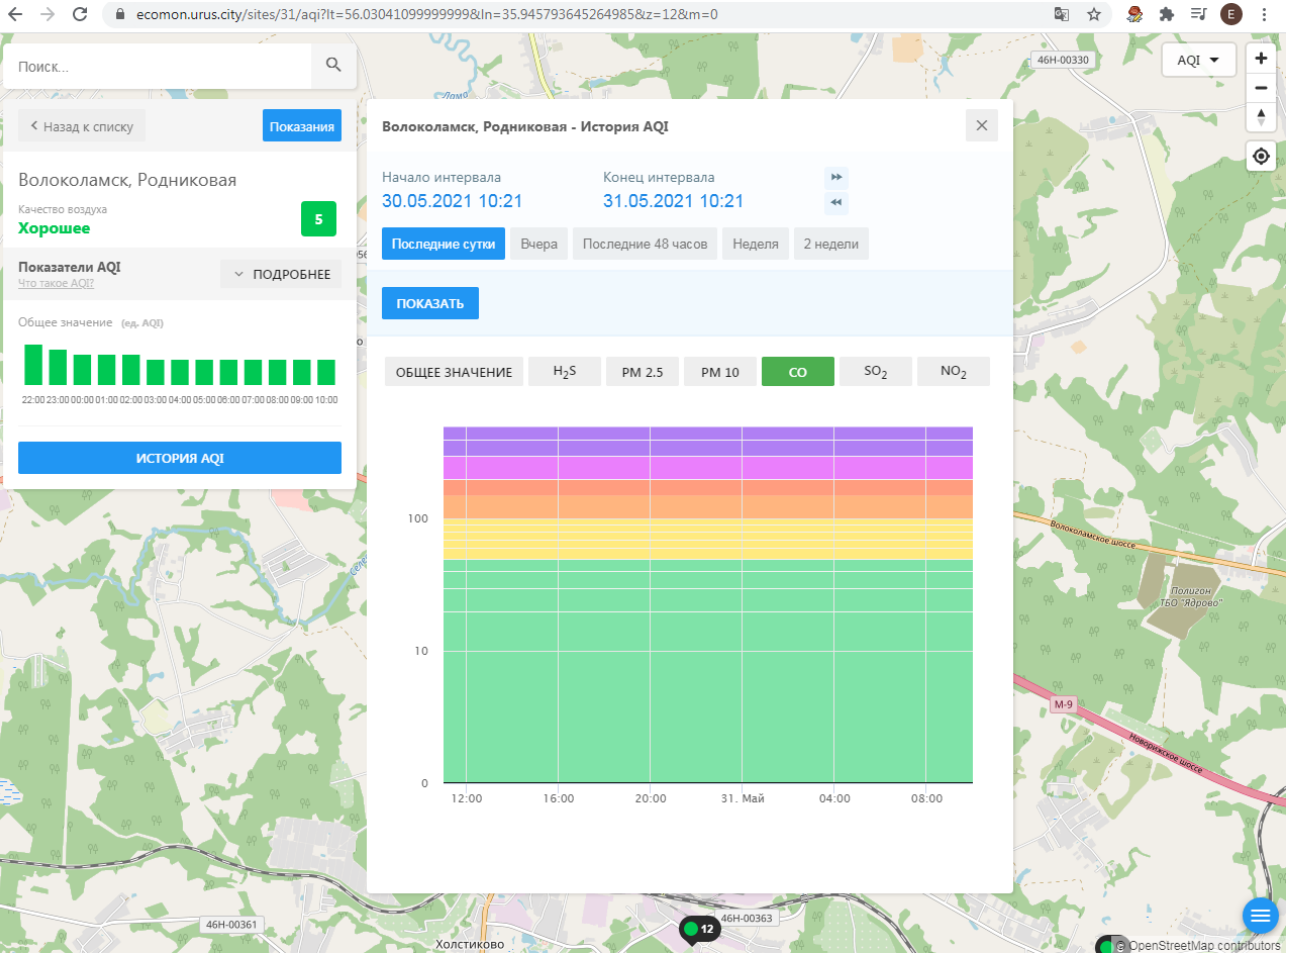 ecomon.urus.city/sites/31/aqi?lt=56.03041099999999&ln=35.945793645264985&z=12&m=0
E
Поиск...
46Н-00330
AQI
Назад к списку
Показания
Волоколамск, Родниковая - История AQI
Волоколамск, Родниковая
Качество воздуха
Хорошее
5
Начало интервала
Конец интервала
30.05.2021 10:21
31.05.2021 10:21
Последние сутки
Вчера
Последние 48 часов
Неделя
2 недели
Показатели AQI
Что такое AQI?
ПОДРОБНЕЕ
ПОКАЗАТЬ
Общее значение (ед. AQI)
22:00 23:00 00:00 01:00 02:00 03:00 04:00 05:00 06:00 07:00 08:00 09:00 10:00
ИСТОРИЯ AQI
ОБЩЕЕ ЗНАЧЕНИЕ
H2S
PM 2.5
PM 10
CO
SO2
NO2
100
10
0
12:00
16:00
20:00
31. Май
04:00
08:00
Волоколамское шоссе
Полигон
ТБО "Ядрово"
М-9
Новорижское шоссе
46Н-00361
46Н-00363
12
Холстиково
© OpenStreetMap contributors